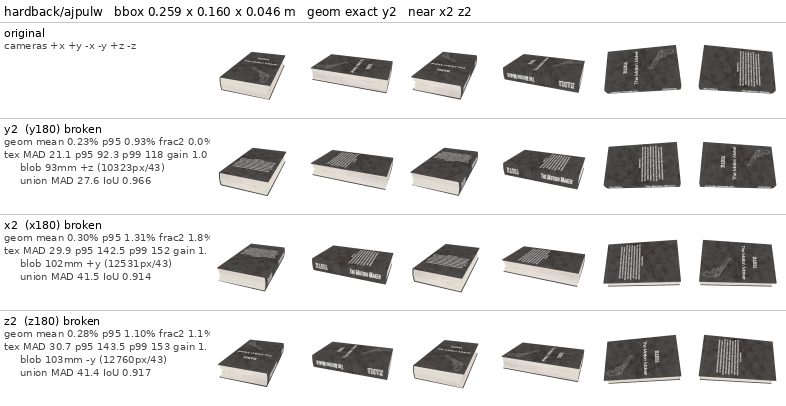 hardback/ajpulw bbox 0.259 x 0.160 x 0.046 m geom exact y2 near x2 z2
original
cameras +x +y -x -y +z -z
y2 (y180) broken
geom mean 0.23% p95 0.93% frac2 0.0%
tex MAD 21.1 p95 92.3 p99 118 gain 1.0
blob 93mm +z (10323px/43)
union MAD 27.6 IoU 0.966
THE MOTION MAKER
x2 (x180) broken
geom mean 0.30% p95 1.31% frac2 1.8%
tex MAD 29.9 p95 142.5 p99 152 gain 1.
blob 102mm +y (12531px/43)
union MAD 41.5 IoU 0.914
THE MOTION MAKER
z2 (z180) broken
geom mean 0.28% p95 1.10% frac2 1.1%
tex MAD 30.7 p95 143.5 p99 153 gain 1.
blob 103mm -y (12760px/43)
union MAD 41.4 IoU 0.917